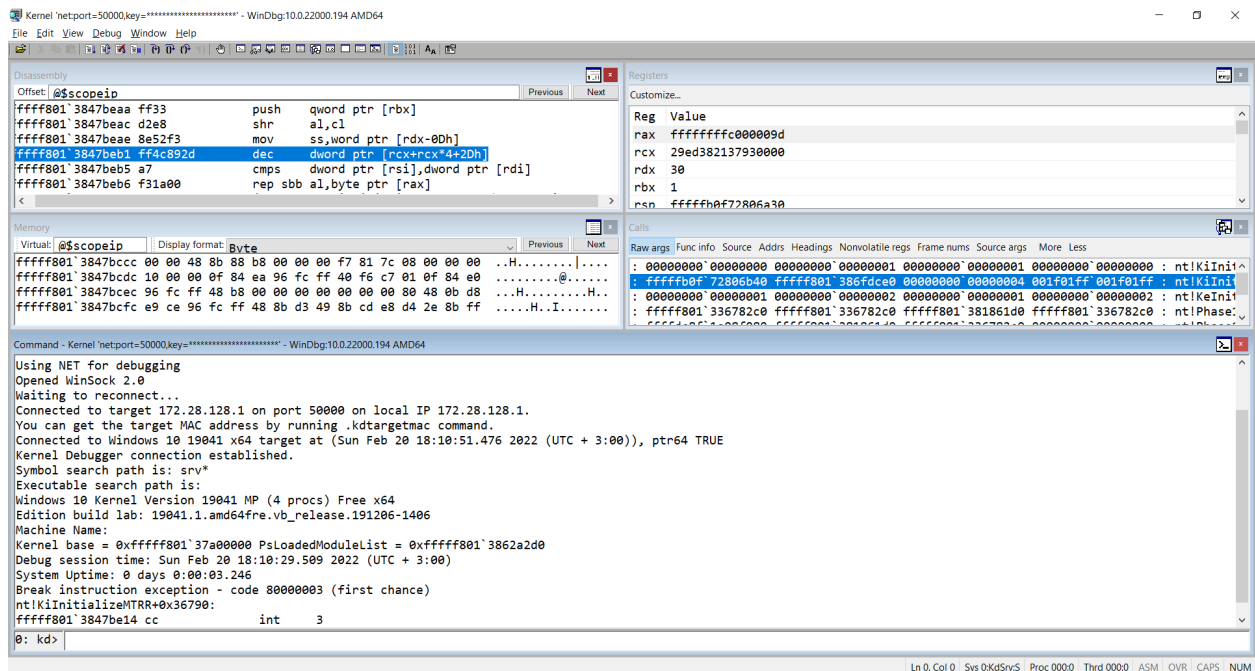 Kernel 'net:port=50000,key=***********************' - WinDbg:10.0.22000.194 AMD64
File Edit View Debug Window Help
Disassembly
Offset: @$scopeip Previous Next
fffff801`3847beaa ff33 push qword ptr [rbx]
fffff801`3847beac d2e8 shr al,cl
fffff801`3847beae 8e52f3 mov ss,word ptr [rdx-0Dh]
fffff801`3847beb1 ff4c892d dec dword ptr [rcx+rcx*4+2Dh]
fffff801`3847beb5 a7 cmps dword ptr [rsi],dword ptr [rdi]
fffff801`3847beb6 f31a00 rep sbb al,byte ptr [rax]
Registers
Customize...
Reg Value
rax ffffffffc000009d
rcx 29ed382137930000
rdx 30
rbx 1
rsp fffffb0f72806a30
Memory
Virtual: @$scopeip Display format: Byte Previous Next
fffff801`3847bccc 00 00 48 8b 88 b8 00 00 00 f7 81 7c 08 00 00 00 ..H........|....
fffff801`3847bcdc 10 00 00 0f 84 ea 96 fc ff 40 f6 c7 01 0f 84 e0 .........@......
fffff801`3847bcec 96 fc ff 48 b8 00 00 00 00 00 00 00 80 48 0b d8 ...H.........H..
fffff801`3847bcfc e9 ce 96 fc ff 48 8b d3 49 8b cd e8 d4 2e 8b ff .....H..I.......
Calls
Raw args Func info Source Addrs Headings Nonvolatile regs Frame nums Source args More Less
: 00000000`00000000 00000000`00000001 00000000`00000001 00000000`00000000 : nt!KiIni
: fffffb0f`72806b40 fffff801`386fdce0 00000000`00000004 001f01ff`001f01ff : nt!KiInit
: 00000000`00000001 00000000`00000002 00000000`00000001 00000000`00000002 : nt!KeInit
: fffff801`336782c0 fffff801`336782c0 fffff801`381861d0 fffff801`336782c0 : nt!Phase1
Command - Kernel 'net:port=50000,key=***********************' - WinDbg:10.0.22000.194 AMD64
Using NET for debugging
Opened WinSock 2.0
Waiting to reconnect...
Connected to target 172.28.128.1 on port 50000 on local IP 172.28.128.1.
You can get the target MAC address by running .kdtargetmac command.
Connected to Windows 10 19041 x64 target at (Sun Feb 20 18:10:51.476 2022 (UTC + 3:00)), ptr64 TRUE
Kernel Debugger connection established.
Symbol search path is: srv*
Executable search path is:
Windows 10 Kernel Version 19041 MP (4 procs) Free x64
Edition build lab: 19041.1.amd64fre.vb_release.191206-1406
Machine Name:
Kernel base = 0xfffff801`37a00000 PsLoadedModuleList = 0xfffff801`3862a2d0
Debug session time: Sun Feb 20 18:10:29.509 2022 (UTC + 3:00)
System Uptime: 0 days 0:00:03.246
Break instruction exception - code 80000003 (first chance)
nt!KiInitializeMTRR+0x36790:
fffff801`3847be14 cc int 3
0: kd>
Ln 0, Col 0 Sys 0:KdSrv:S Proc 000:0 Thrd 000:0 ASM OVR CAPS NUM